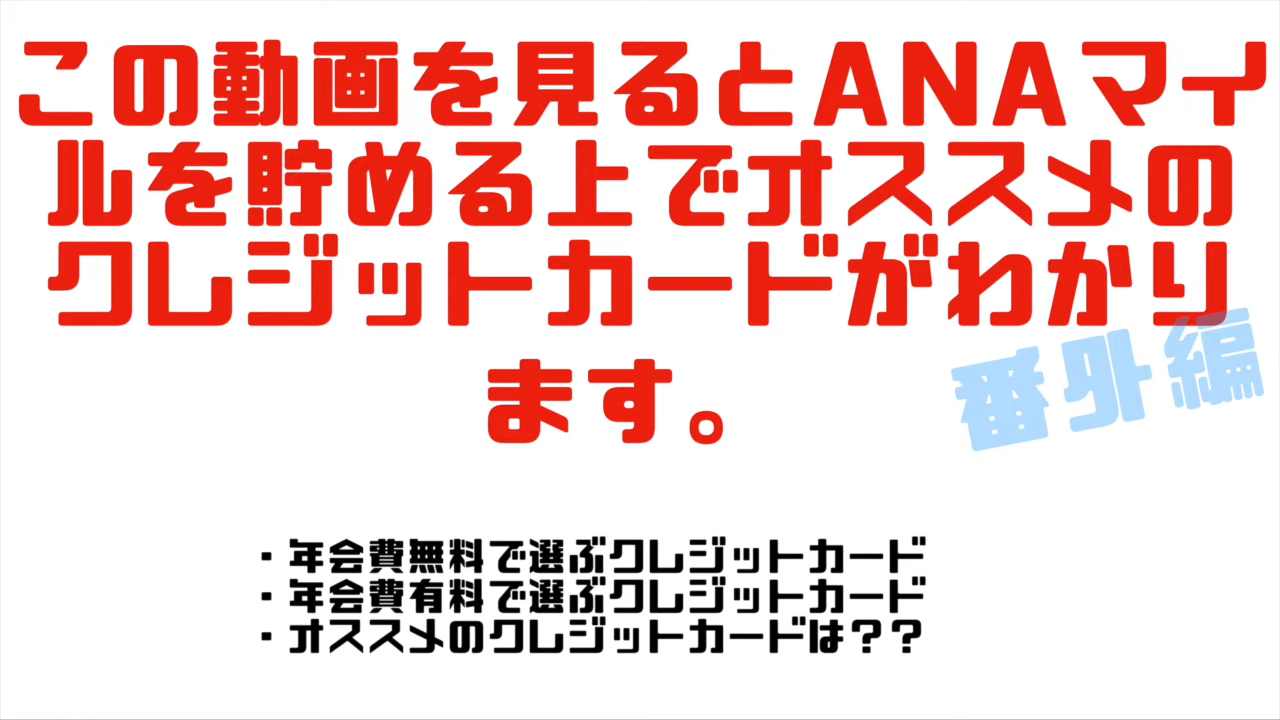 この動画を見るとANAマイ
ルを貯める上でオススメの
クレジットカードがわかり
ます。
番外編
・年会費無料で選ぶクレジットカード
・年会費有料で選ぶクレジットカード
・オススメのクレジットカードは？？